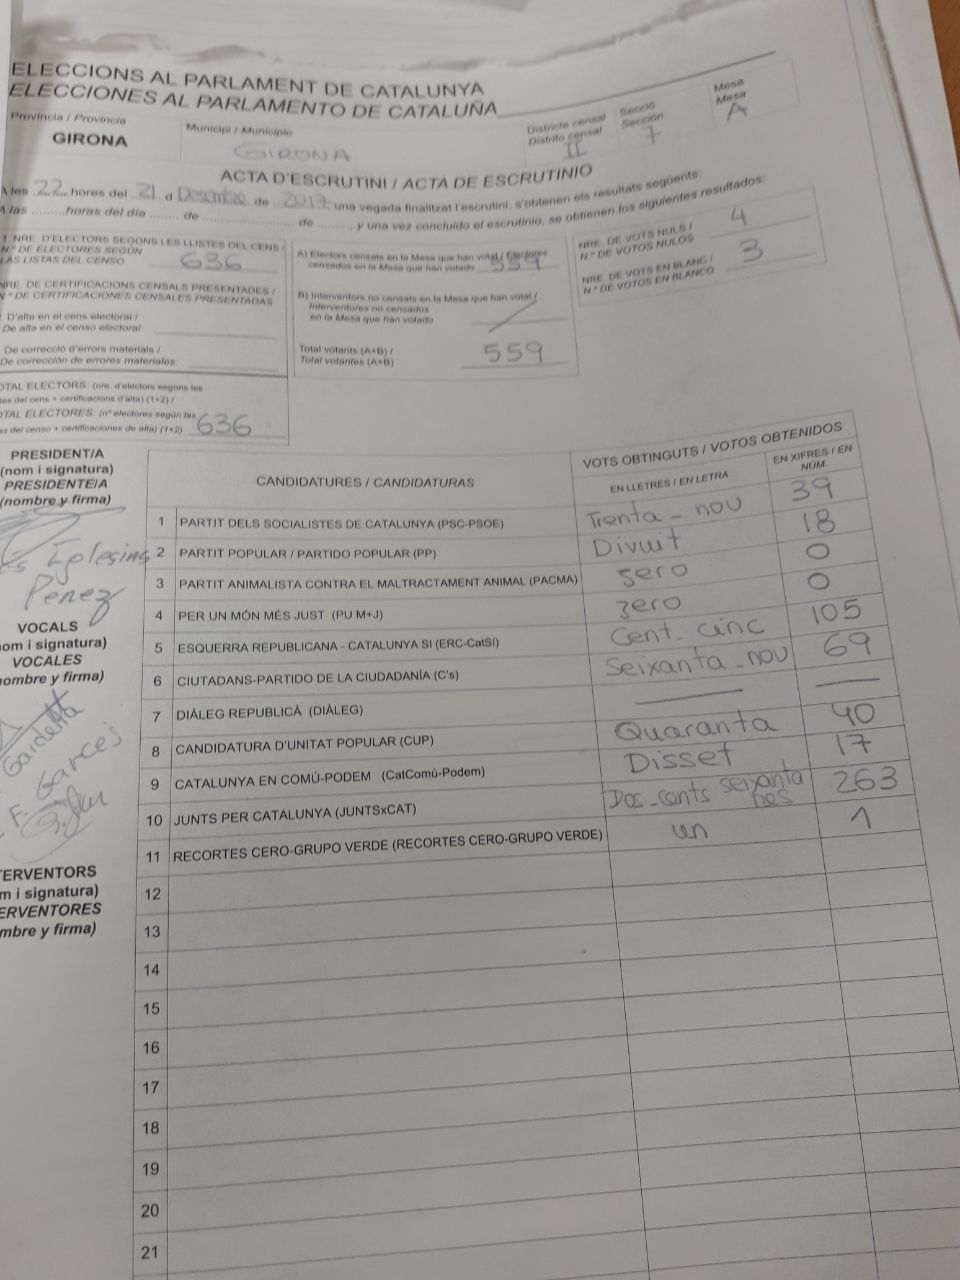 ELECCIONS AL PARLAMENT DE CATALUNYA
ELECCIONES AL PARLAMENTO DE CATALUÑA
Província / Provincia
GIRONA
Municipi / Municipio
GIRONA
Districte censal
Distrito censal
II
Secció
Sección
7
Mesa
Mesa
A
ACTA D'ESCRUTINI / ACTA DE ESCRUTINIO
A les 22 hores del 21 d Desembre de 2017, una vegada finalitzat l'escrutini, s'obtenen els resultats següents:
A las ......... horas del día ........ de .................................. de .......... y una vez concluido el escrutinio, se obtienen los siguientes resultados:
1. NRE. D'ELECTORS SEGONS LES LLISTES DEL CENS /
N.º DE ELECTORES SEGÚN
LAS LISTAS DEL CENSO 636
NRE. DE CERTIFICACIONS CENSALS PRESENTADES /
N.º DE CERTIFICACIONES CENSALES PRESENTADAS
D'alta en el cens electoral /
De alta en el censo electoral:
De correcció d'errors materials /
De corrección de errores materiales:
OTAL ELECTORS: (nre. d'electors segons les
tes del cens + certificacions d'alta) (1+2) /
OTAL ELECTORES: (nº electores según las
as del censo + certificaciones de alta) (1+2) 636
A) Electors censats en la Mesa que han votat / Electores
censados en la Mesa que han votado 559
B) Interventors no censats en la Mesa que han votat /
Interventores no censados
en la Mesa que han votado
Total votants (A+B) /
Total votantes (A+B) 559
NRE. DE VOTS NULS /
N.º DE VOTOS NULOS 4
NRE. DE VOTS EN BLANC /
N.º DE VOTOS EN BLANCO 3
PRESIDENT/A
(nom i signatura)
PRESIDENTE/A
(nombre y firma)
Iglesias
Perez
VOCALS
nom i signatura)
VOCALES
nombre y firma)
Gardella
F. Garces
TERVENTORS
m i signatura)
ERVENTORES
mbre y firma)
CANDIDATURES / CANDIDATURAS
VOTS OBTINGUTS / VOTOS OBTENIDOS
EN LLETRES / EN LETRA
EN XIFRES / EN
NÚM.
1 PARTIT DELS SOCIALISTES DE CATALUNYA (PSC-PSOE) Trenta - nou 39
2 PARTIT POPULAR / PARTIDO POPULAR (PP) Divuit 18
3 PARTIT ANIMALISTA CONTRA EL MALTRACTAMENT ANIMAL (PACMA) zero 0
4 PER UN MÓN MÉS JUST (PU M+J) zero 0
5 ESQUERRA REPUBLICANA - CATALUNYA SI (ERC-CatSí) Cent - cinc 105
6 CIUTADANS-PARTIDO DE LA CIUDADANÍA (C's) Seixanta - nou 69
7 DIÀLEG REPUBLICÀ (DIÀLEG)
8 CANDIDATURA D'UNITAT POPULAR (CUP) Quaranta 40
9 CATALUNYA EN COMÚ-PODEM (CatComú-Podem) Disset 17
10 JUNTS PER CATALUNYA (JUNTSxCAT) Dos-cents seixanta tres 263
11 RECORTES CERO-GRUPO VERDE (RECORTES CERO-GRUPO VERDE) un 1
12
13
14
15
16
17
18
19
20
21